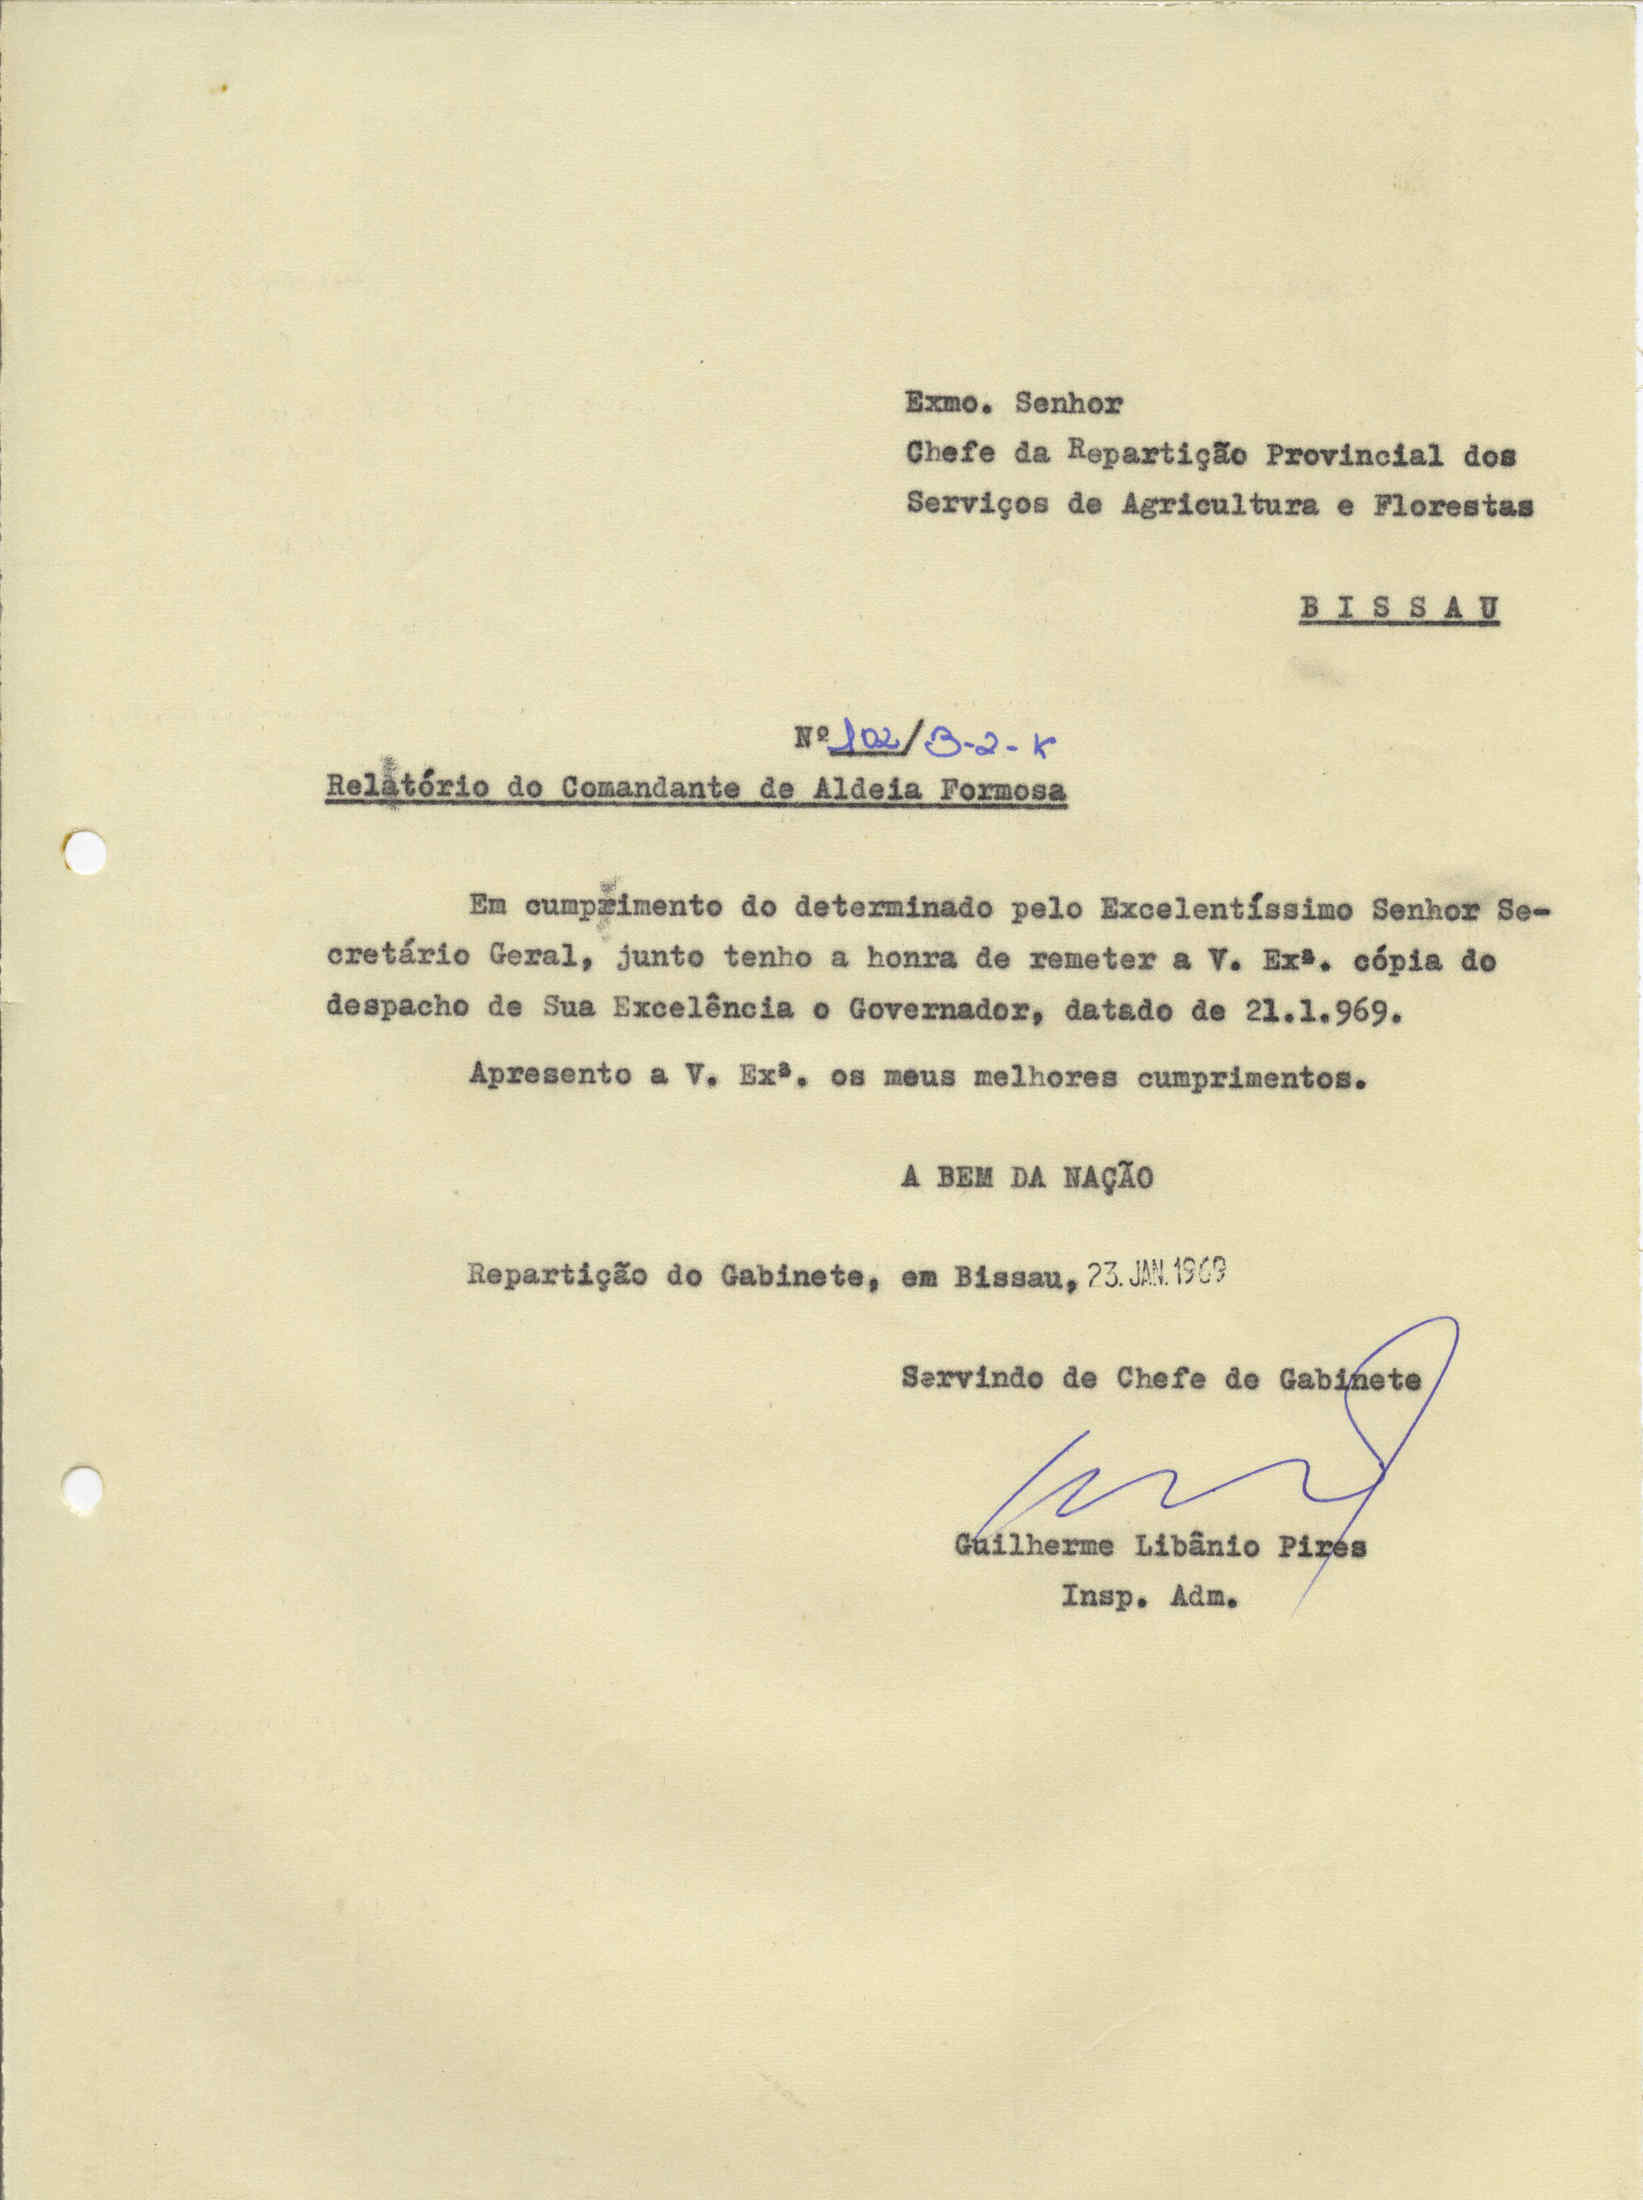 Exmo. Senhor
Chefe da Repartição Provincial dos
Serviços de Agricultura e Florestas
B I S S A U
Nº 102/B-2-K
Relatório do Comandante de Aldeia Formosa
Em cumprimento do determinado pelo Excelentíssimo Senhor Se-
cretário Geral, junto tenho a honra de remeter a V. Exª. cópia do
despacho de Sua Excelência o Governador, datado de 21.1.969.
Apresento a V. Exª. os meus melhores cumprimentos.
A BEM DA NAÇÃO
Repartição do Gabinete, em Bissau, 23. JAN. 1969
Servindo de Chefe de Gabinete
Guilherme Libânio Pires
Insp. Adm.